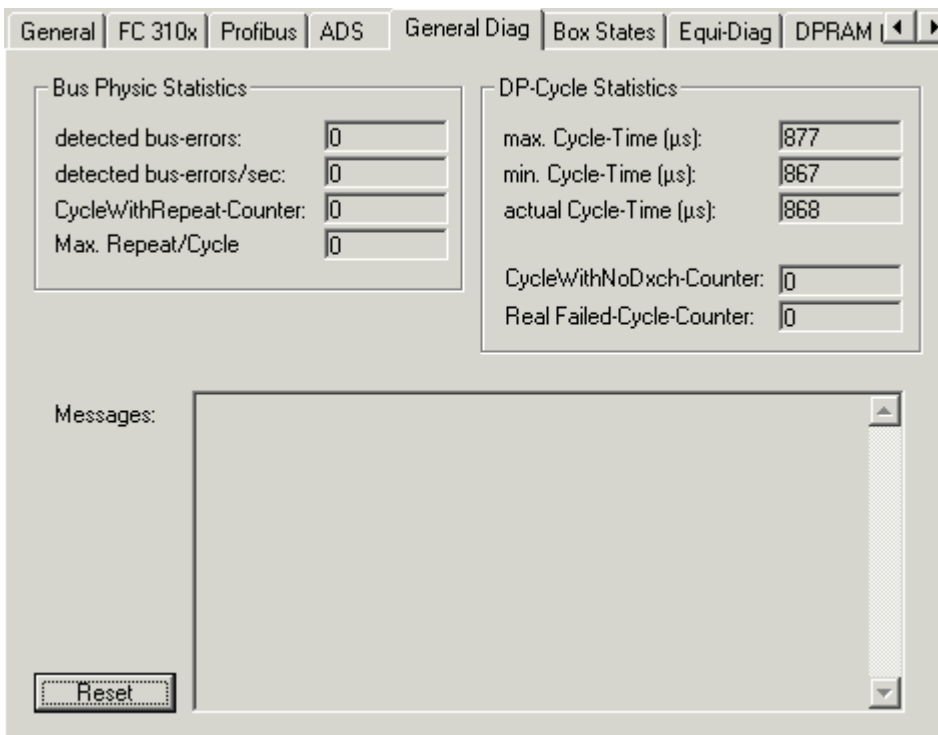 General FC 310x Profibus ADS General Diag Box States Equi-Diag DPRAM
Bus Physic Statistics
detected bus-errors: 0
detected bus-errors/sec: 0
CycleWithRepeat-Counter: 0
Max. Repeat/Cycle 0
DP-Cycle Statistics
max. Cycle-Time (µs): 877
min. Cycle-Time (µs): 867
actual Cycle-Time (µs): 868
CycleWithNoDxch-Counter: 0
Real Failed-Cycle-Counter: 0
Messages:
Reset